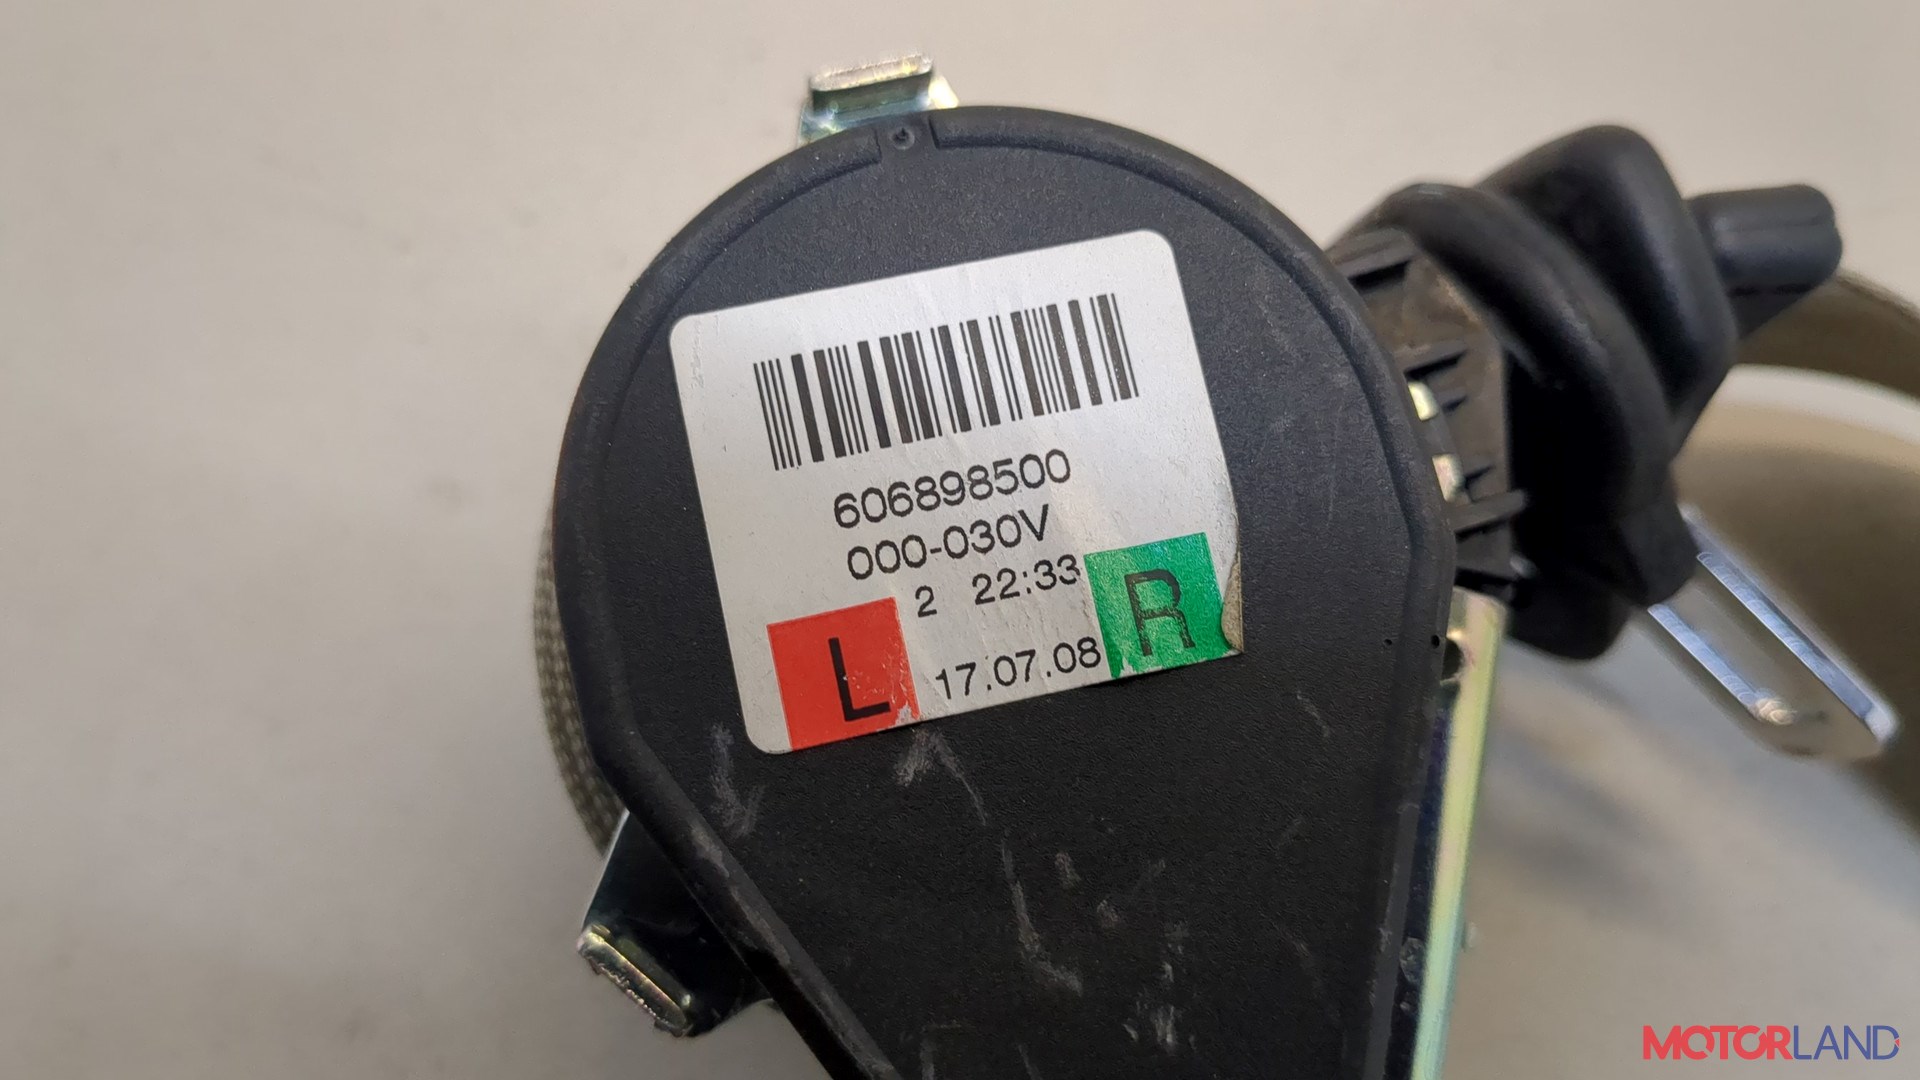 606898500
000-030V
2 22:33
L 17.07.08 R
MOTORLAND